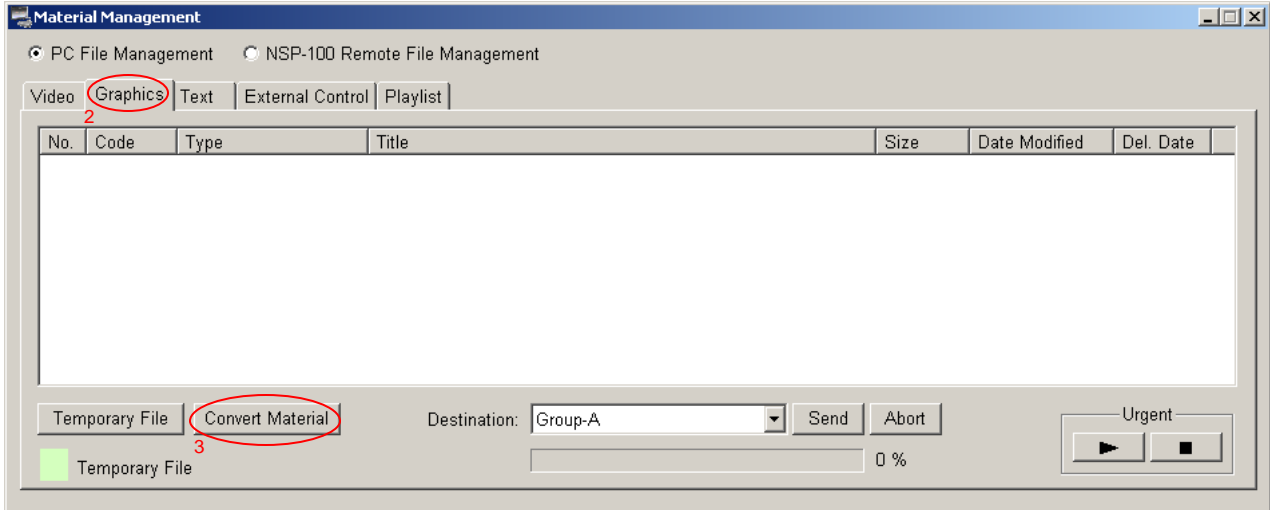 Material Management
PC File Management NSP-100 Remote File Management
Video Graphics Text External Control Playlist
2
No. Code Type Title Size Date Modified Del. Date
Temporary File Convert Material Destination: Group-A Send Abort Urgent
3
Temporary File 0 %